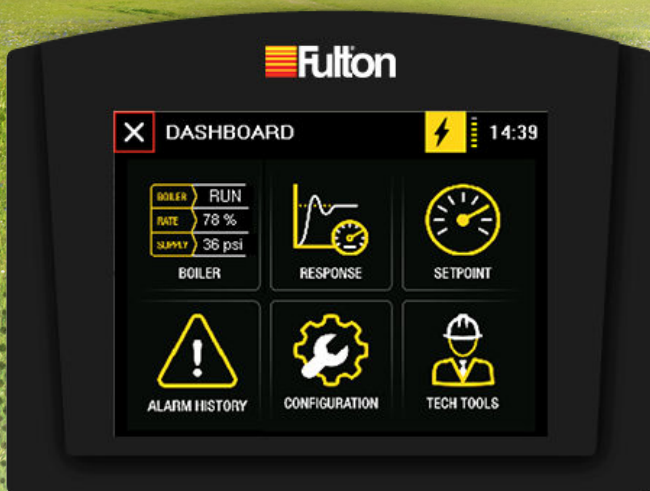 Fulton
DASHBOARD
14:39
BOILER RUN
RATE 78 %
SUPPLY 36 psi
BOILER
RESPONSE
SETPOINT
ALARM HISTORY
CONFIGURATION
TECH TOOLS